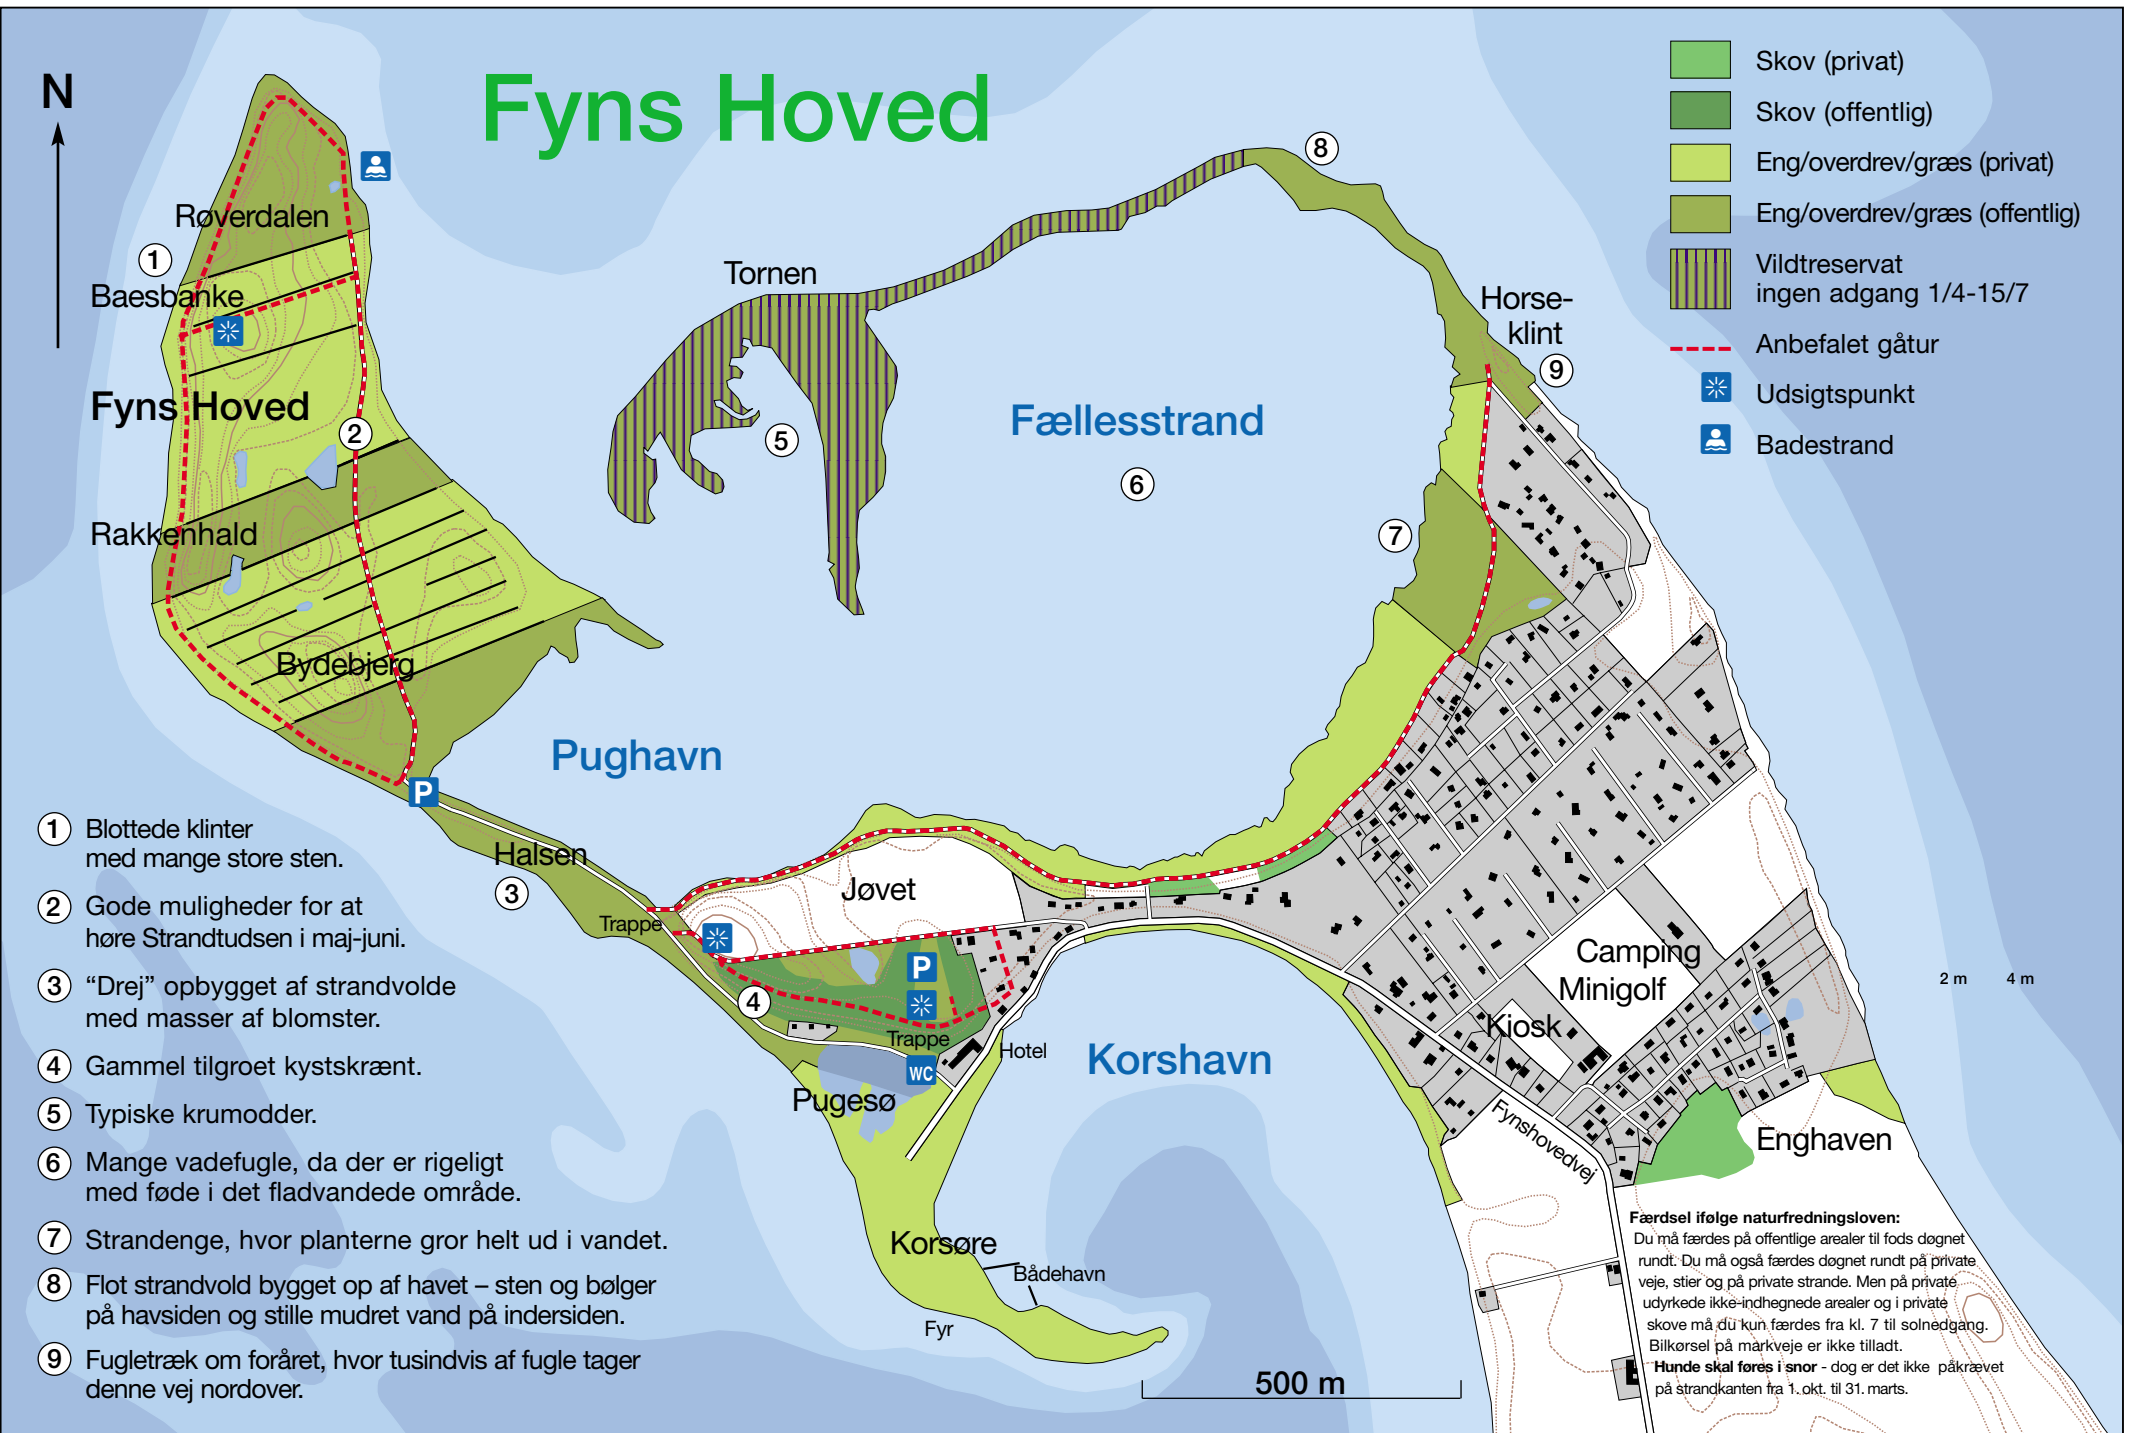 Fyns Hoved
N
Skov (privat)
Skov (offentlig)
Eng/overdrev/græs (privat)
Eng/overdrev/græs (offentlig)
Vildtreservat
ingen adgang 1/4-15/7
Anbefalet gåtur
Udsigtspunkt
Badestrand
Røverdalen
1
Baesbanke
Fyns Hoved
2
Rakkenhald
Bydebjerg
P
Tornen
5
8
Horse-
klint
9
Fællesstrand
6
7
Pughavn
Halsen
3
Trappe
Jøvet
P
4
Trappe
WC
Hotel
Pugesø
Korshavn
Camping
Minigolf
Kiosk
Fynshovedvej
Enghaven
2 m 4 m
Korsøre
Bådehavn
Fyr
500 m
1 Blottede klinter
med mange store sten.
2 Gode muligheder for at
høre Strandtudsen i maj-juni.
3 “Drej” opbygget af strandvolde
med masser af blomster.
4 Gammel tilgroet kystskrænt.
5 Typiske krumodder.
6 Mange vadefugle, da der er rigeligt
med føde i det fladvandede område.
7 Strandenge, hvor planterne gror helt ud i vandet.
8 Flot strandvold bygget op af havet – sten og bølger
på havsiden og stille mudret vand på indersiden.
9 Fugletræk om foråret, hvor tusindvis af fugle tager
denne vej nordover.
Færdsel ifølge naturfredningsloven:
Du må færdes på offentlige arealer til fods døgnet
rundt. Du må også færdes døgnet rundt på private
veje, stier og på private strande. Men på private
udyrkede ikke-indhegnede arealer og i private
skove må du kun færdes fra kl. 7 til solnedgang.
Bilkørsel på markveje er ikke tilladt.
Hunde skal føres i snor - dog er det ikke påkrævet
på strandkanten fra 1. okt. til 31. marts.